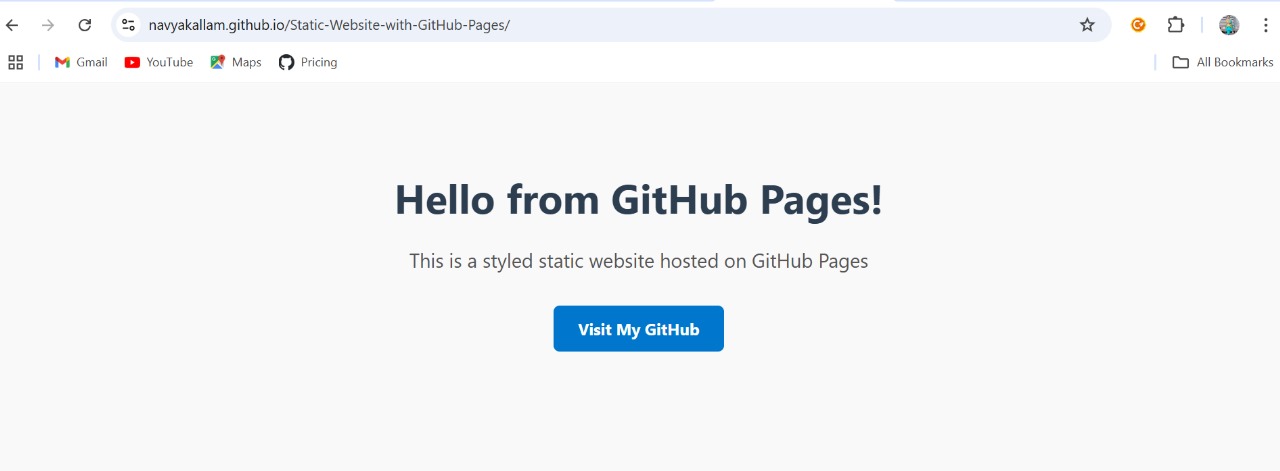 navyakallam.github.io/Static-Website-with-GitHub-Pages/
Gmail YouTube Maps Pricing All Bookmarks
Hello from GitHub Pages!
This is a styled static website hosted on GitHub Pages
Visit My GitHub